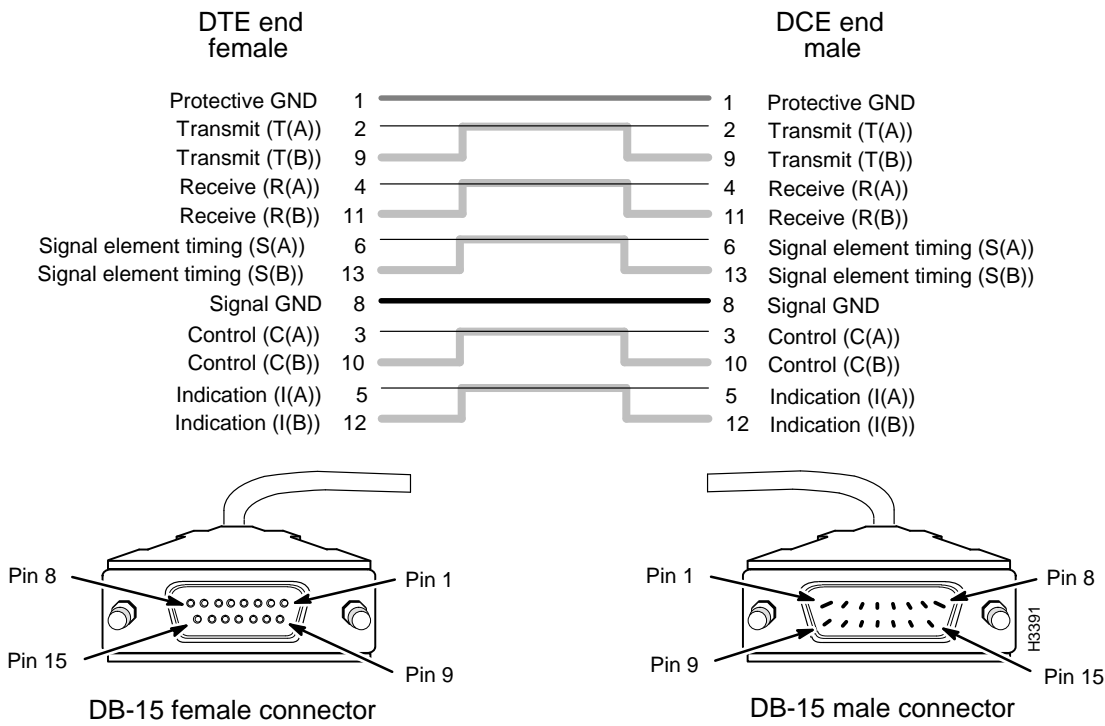 DTE end
female
DCE end
male
Protective GND 1 1 Protective GND
Transmit (T(A)) 2 2 Transmit (T(A))
Transmit (T(B)) 9 9 Transmit (T(B))
Receive (R(A)) 4 4 Receive (R(A))
Receive (R(B)) 11 11 Receive (R(B))
Signal element timing (S(A)) 6 6 Signal element timing (S(A))
Signal element timing (S(B)) 13 13 Signal element timing (S(B))
Signal GND 8 8 Signal GND
Control (C(A)) 3 3 Control (C(A))
Control (C(B)) 10 10 Control (C(B))
Indication (I(A)) 5 5 Indication (I(A))
Indication (I(B)) 12 12 Indication (I(B))
Pin 8
Pin 1
Pin 15
Pin 9
DB-15 female connector
Pin 1
Pin 8
Pin 9
Pin 15
H3391
DB-15 male connector